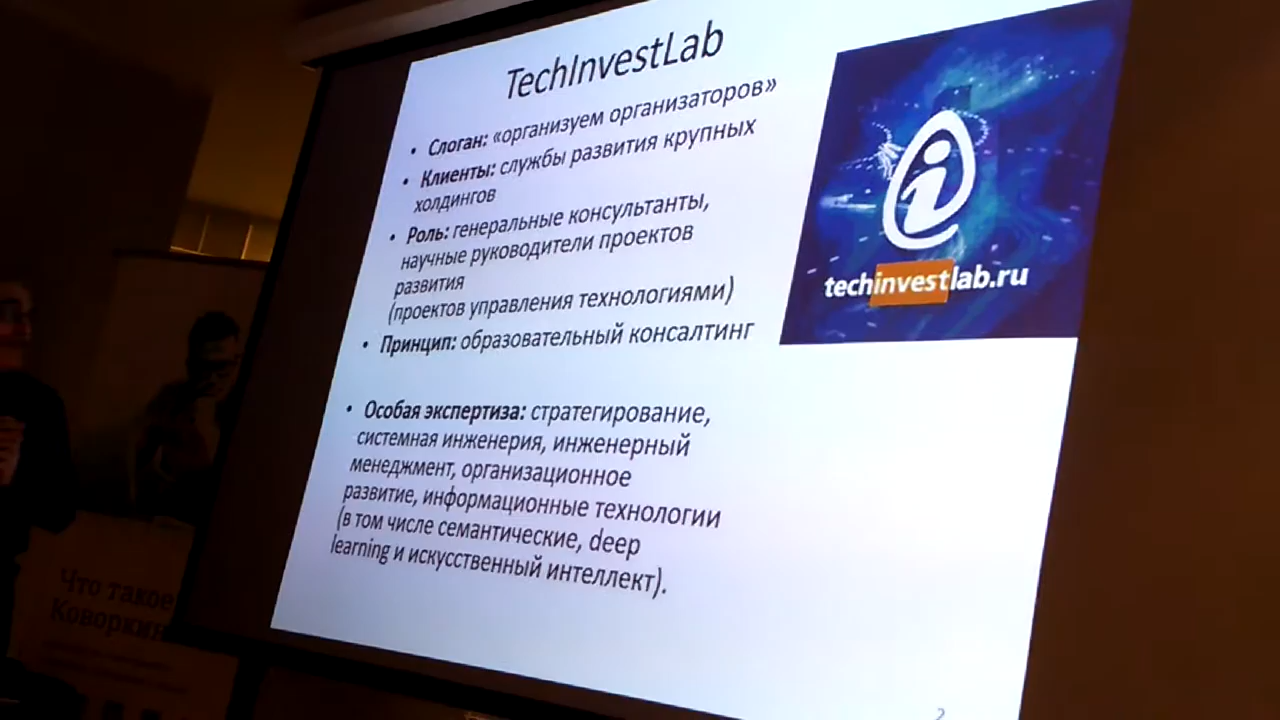 TechInvestLab
• Слоган: «организуем организаторов»
• Клиенты: службы развития крупных
холдингов
• Роль: генеральные консультанты,
научные руководители проектов
развития
(проектов управления технологиями)
• Принцип: образовательный консалтинг
• Особая экспертиза: стратегирование,
системная инженерия, инженерный
менеджмент, организационное
развитие, информационные технологии
(в том числе семантические, deep
learning и искусственный интеллект).
techinvestlab.ru
2
Что такое